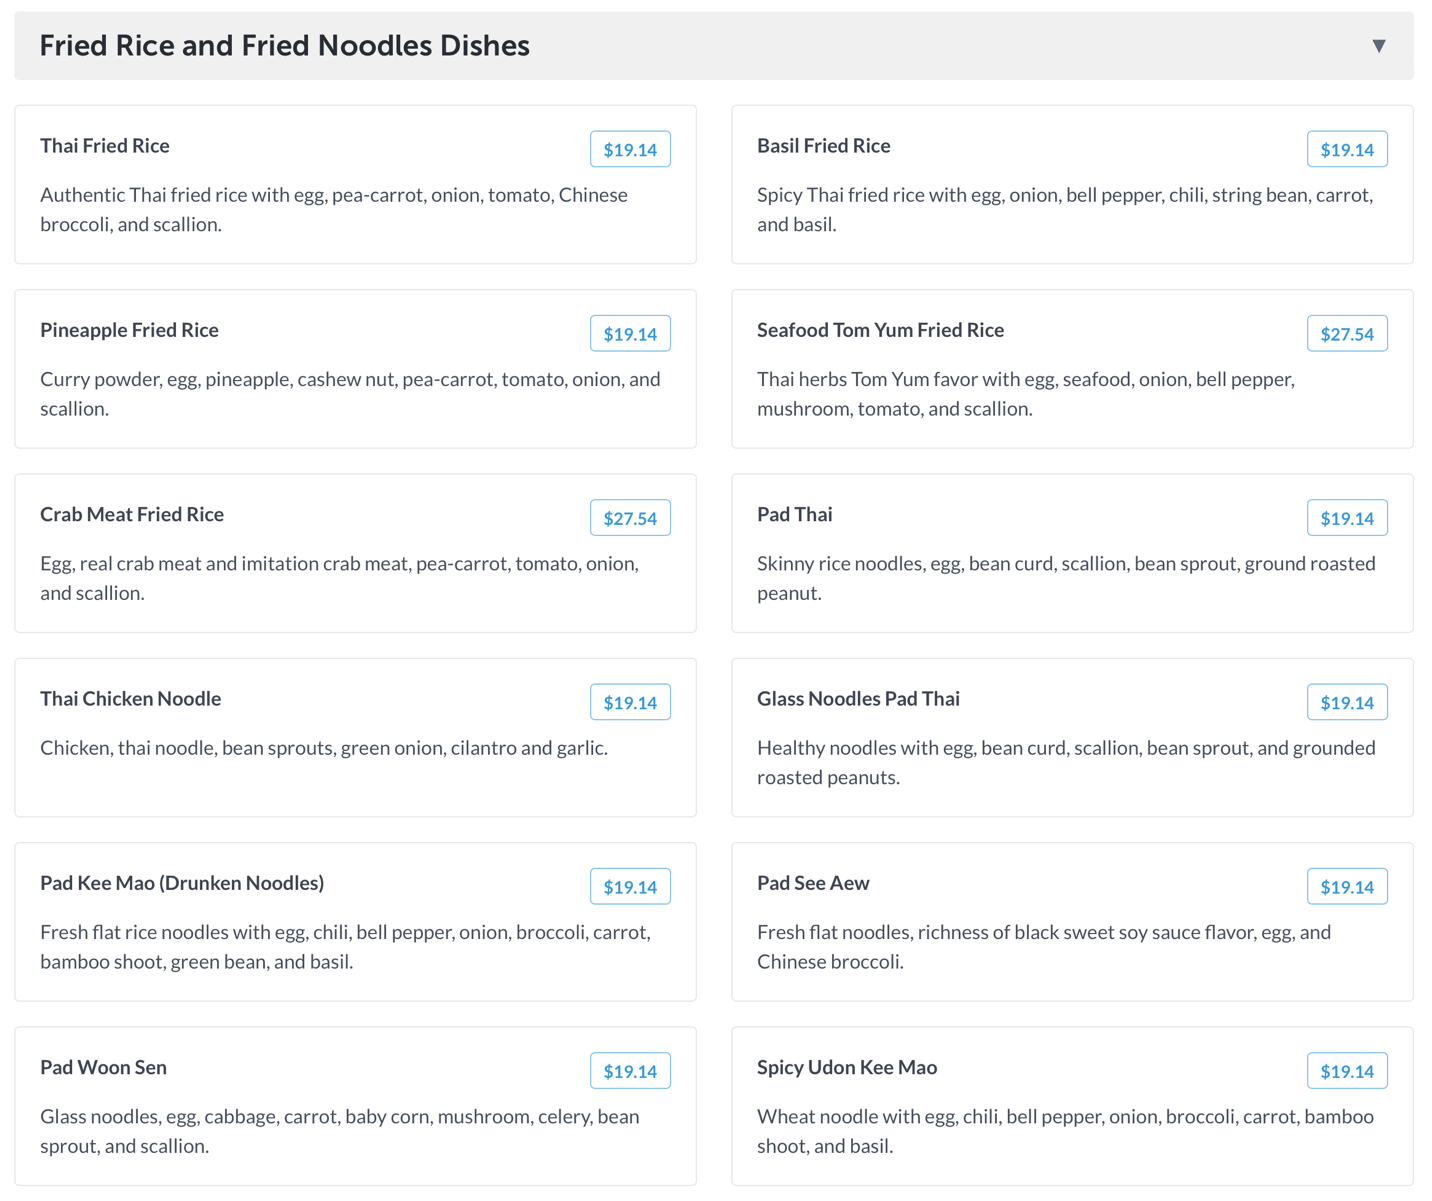 Fried Rice and Fried Noodles Dishes
Thai Fried Rice
$19.14
Authentic Thai fried rice with egg, pea-carrot, onion, tomato, Chinese
broccoli, and scallion.
Basil Fried Rice
$19.14
Spicy Thai fried rice with egg, onion, bell pepper, chili, string bean, carrot,
and basil.
Pineapple Fried Rice
$19.14
Curry powder, egg, pineapple, cashew nut, pea-carrot, tomato, onion, and
scallion.
Seafood Tom Yum Fried Rice
$27.54
Thai herbs Tom Yum favor with egg, seafood, onion, bell pepper,
mushroom, tomato, and scallion.
Crab Meat Fried Rice
$27.54
Egg, real crab meat and imitation crab meat, pea-carrot, tomato, onion,
and scallion.
Pad Thai
$19.14
Skinny rice noodles, egg, bean curd, scallion, bean sprout, ground roasted
peanut.
Thai Chicken Noodle
$19.14
Chicken, thai noodle, bean sprouts, green onion, cilantro and garlic.
Glass Noodles Pad Thai
$19.14
Healthy noodles with egg, bean curd, scallion, bean sprout, and grounded
roasted peanuts.
Pad Kee Mao (Drunken Noodles)
$19.14
Fresh flat rice noodles with egg, chili, bell pepper, onion, broccoli, carrot,
bamboo shoot, green bean, and basil.
Pad See Aew
$19.14
Fresh flat noodles, richness of black sweet soy sauce flavor, egg, and
Chinese broccoli.
Pad Woon Sen
$19.14
Glass noodles, egg, cabbage, carrot, baby corn, mushroom, celery, bean
sprout, and scallion.
Spicy Udon Kee Mao
$19.14
Wheat noodle with egg, chili, bell pepper, onion, broccoli, carrot, bamboo
shoot, and basil.